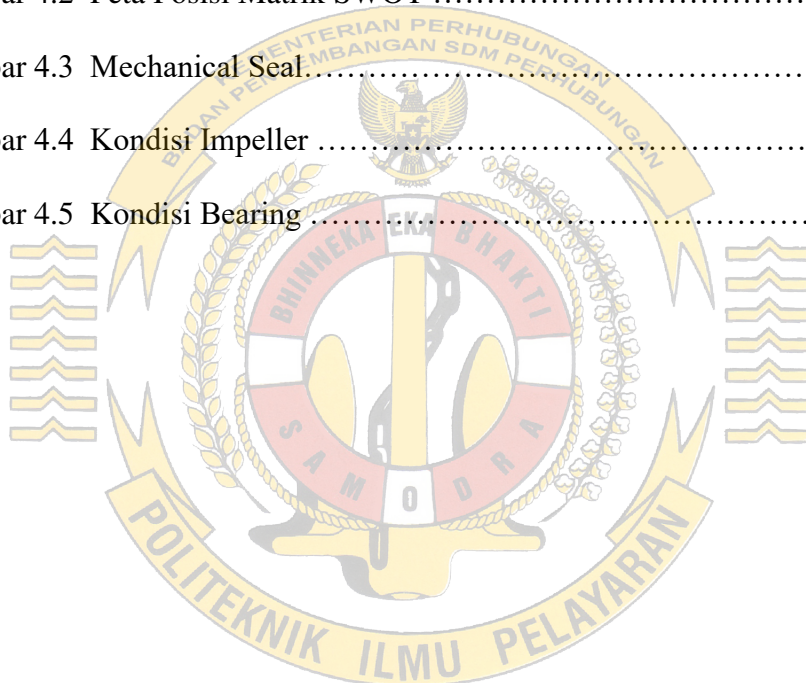 ar 4.2 Peta Posisi Matrik SWOT ........................................
KEMENTERIAN PERHUBUNGAN
BADAN PENGEMBANGAN SDM PERHUBUNGAN
ar 4.3 Mechanical Seal........................................................
ar 4.4 Kondisi Impeller .......................................................
ar 4.5 Kondisi Bearing ........................................................
BHINNEKA EKA BHAKTI
SAMODRA
POLITEKNIK ILMU PELAYARAN